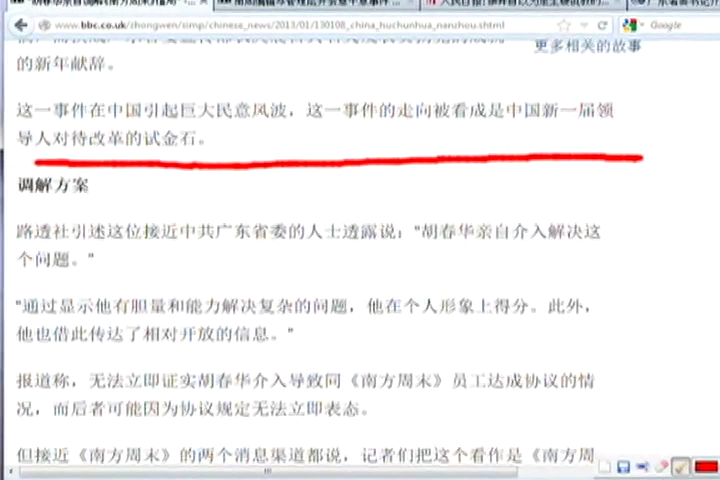 www.bbc.co.uk/zhongwen/simp/chinese_news/2013/01/130108_china_huchunhua_nanzhou.shtml
Google
更多相关的故事
的新年献辞。
这一事件在中国引起巨大民意风波，这一事件的走向被看成是中国新一届领
导人对待改革的试金石。
调解方案
路透社引述这位接近中共广东省委的人士透露说："胡春华亲自介入解决这
个问题。"
"通过显示他有胆量和能力解决复杂的问题，他在个人形象上得分。此外，
他也借此传达了相对开放的信息。"
报道称，无法立即证实胡春华介入导致同《南方周末》员工达成协议的情
况，而后者可能因为协议规定无法立即表态。
但接近《南方周末》的两个消息渠道都说，记者们把这个看作是《南方周